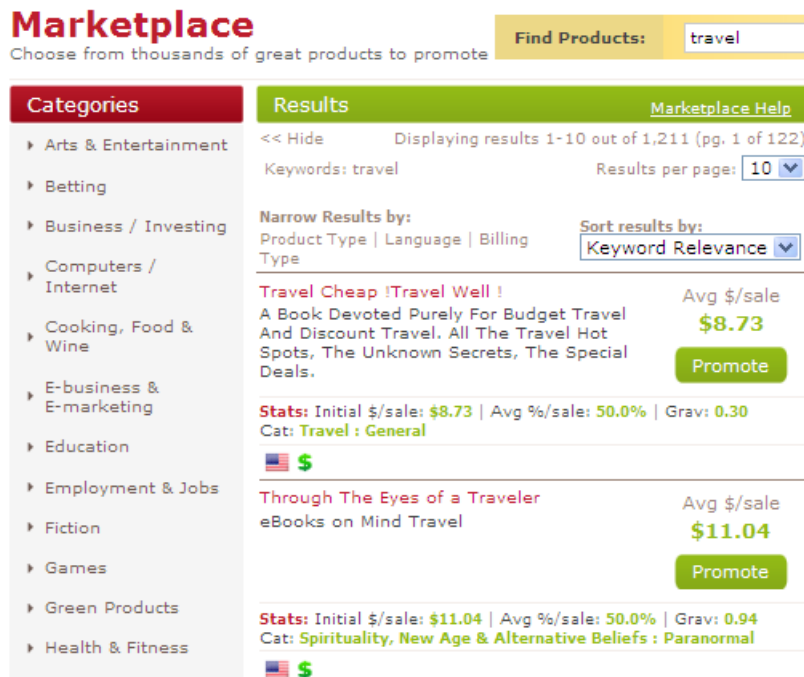 Marketplace
Choose from thousands of great products to promote
Find Products:
travel
Categories
Arts & Entertainment
Betting
Business / Investing
Computers /
Internet
Cooking, Food &
Wine
E-business &
E-marketing
Education
Employment & Jobs
Fiction
Games
Green Products
Health & Fitness
Results
Marketplace Help
<< Hide
Displaying results 1-10 out of 1,211 (pg. 1 of 122)
Keywords: travel
Results per page: 10
Narrow Results by:
Product Type | Language | Billing
Type
Sort results by:
Keyword Relevance
Travel Cheap !Travel Well !
A Book Devoted Purely For Budget Travel
And Discount Travel. All The Travel Hot
Spots, The Unknown Secrets, The Special
Deals.
Avg $/sale
$8.73
Promote
Stats: Initial $/sale: $8.73 | Avg %/sale: 50.0% | Grav: 0.30
Cat: Travel : General
$
Through The Eyes of a Traveler
eBooks on Mind Travel
Avg $/sale
$11.04
Promote
Stats: Initial $/sale: $11.04 | Avg %/sale: 50.0% | Grav: 0.94
Cat: Spirituality, New Age & Alternative Beliefs : Paranormal
$